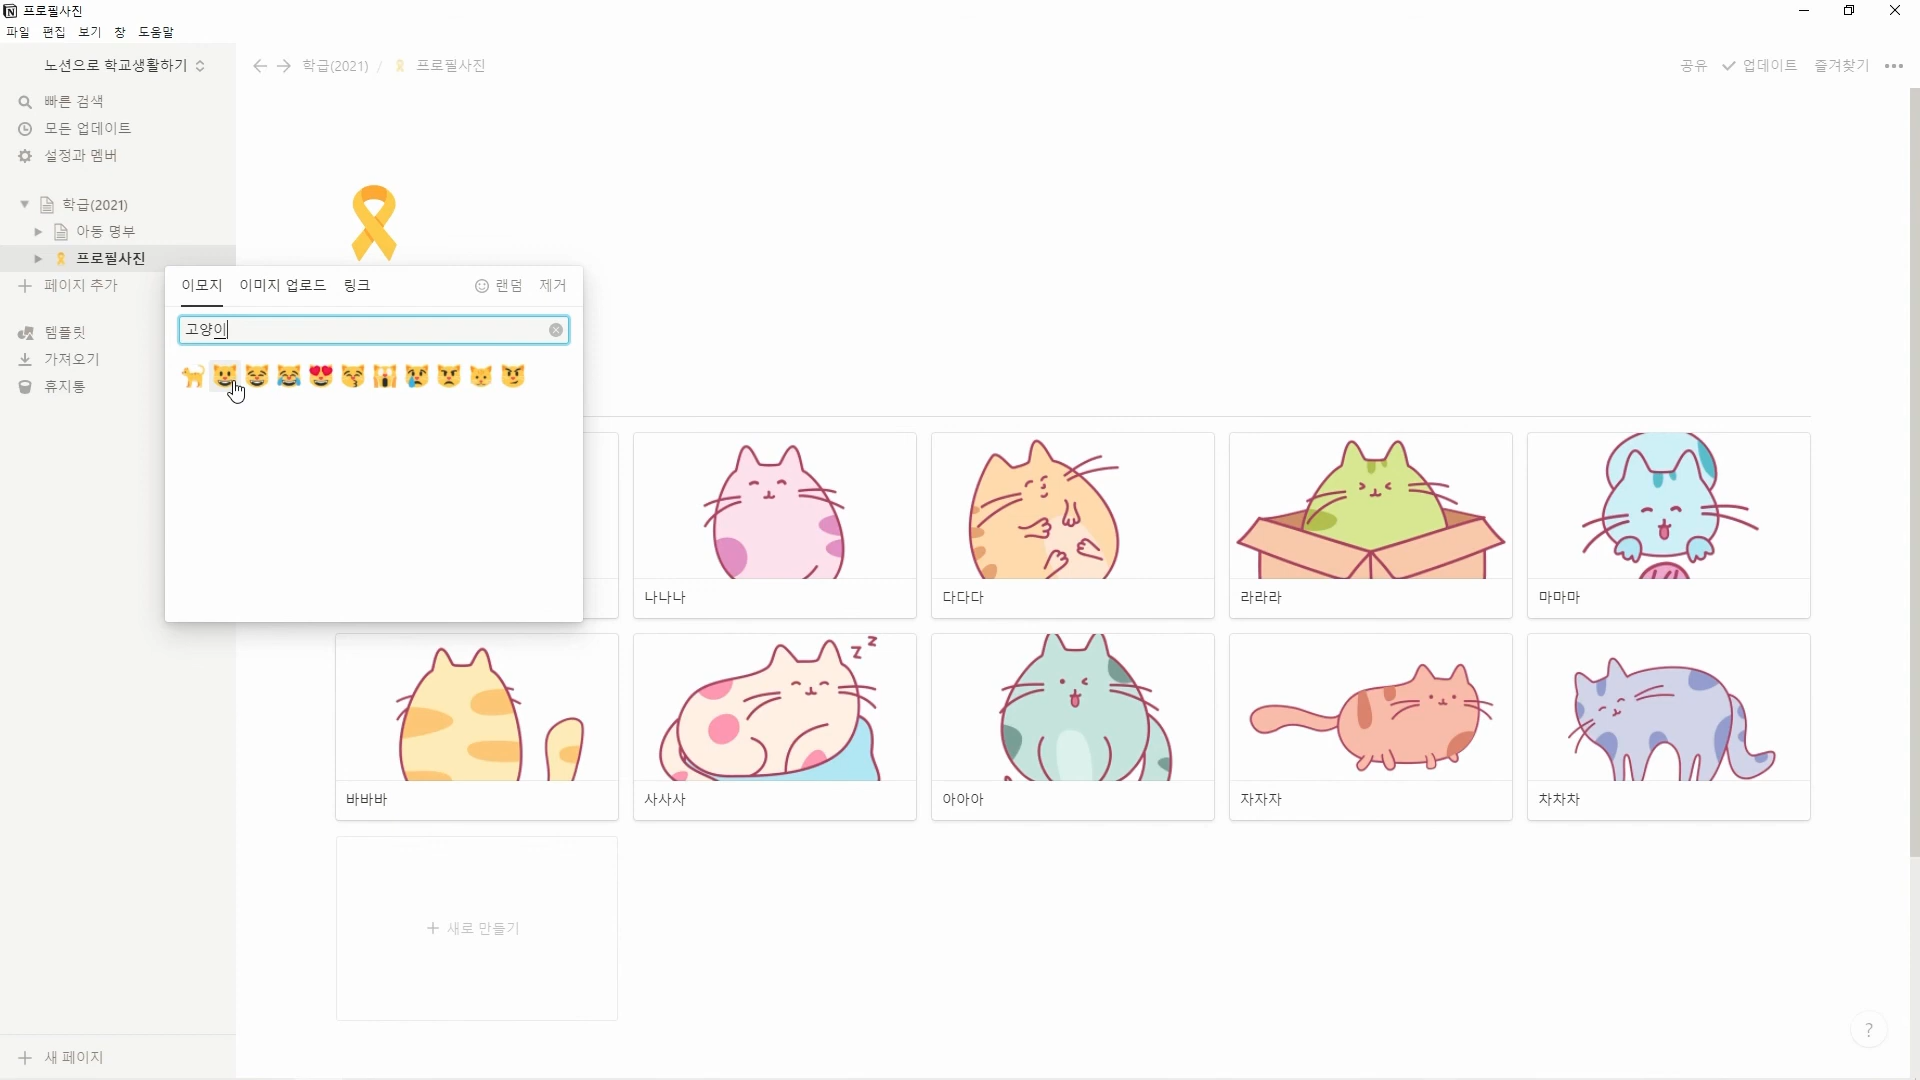 프로필사진
파일 편집 보기 창 도움말
노션으로 학교생활하기
학급(2021) / 프로필사진
공유 업데이트 즐겨찾기
빠른 검색
모든 업데이트
설정과 멤버
학급(2021)
아동 명부
프로필사진
페이지 추가
템플릿
가져오기
휴지통
이모지 이미지 업로드 링크 랜덤 제거
고양이
나나나
다다다
라라라
마마마
z z
바바바
사사사
아아아
자자자
차차차
+ 새로 만들기
+ 새 페이지
?